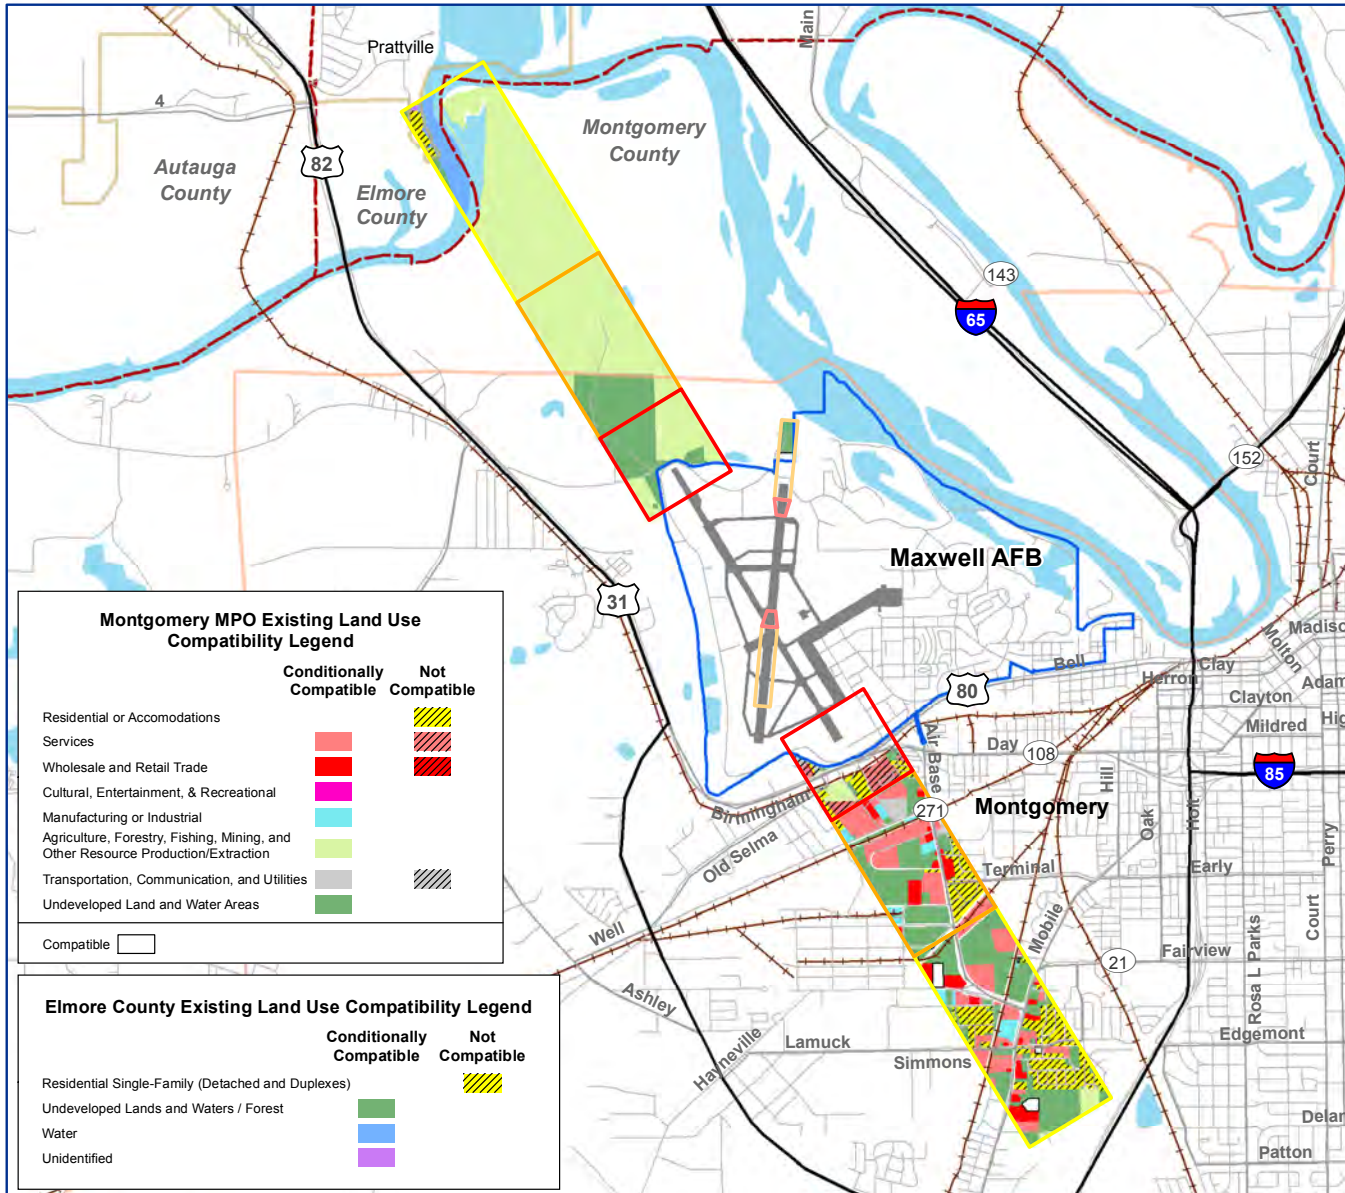 Prattville
Main
4
Montgomery
County
Autauga
County
82
Elmore
County
143
65
152
Court
Maxwell AFB
31
Madiso
Molton
Bell
Clay
Herron
Adam
80
Clayton
Mildred
Hig
Air Base
Day
108
Hill
85
Birmingham
Montgomery
271
Oak
Holt
Perry
Old Selma
Terminal
Early
Well
Mobile
Rosa L Parks
Court
Fairview
21
Ashley
Hayneville
Lamuck
Edgemont
Simmons
Delar
Patton
Montgomery MPO Existing Land Use
Compatibility Legend
Conditionally
Compatible
Not
Compatible
Residential or Accomodations
Services
Wholesale and Retail Trade
Cultural, Entertainment, & Recreational
Manufacturing or Industrial
Agriculture, Forestry, Fishing, Mining, and
Other Resource Production/Extraction
Transportation, Communication, and Utilities
Undeveloped Land and Water Areas
Compatible
Elmore County Existing Land Use Compatibility Legend
Conditionally
Compatible
Not
Compatible
Residential Single-Family (Detached and Duplexes)
Undeveloped Lands and Waters / Forest
Water
Unidentified